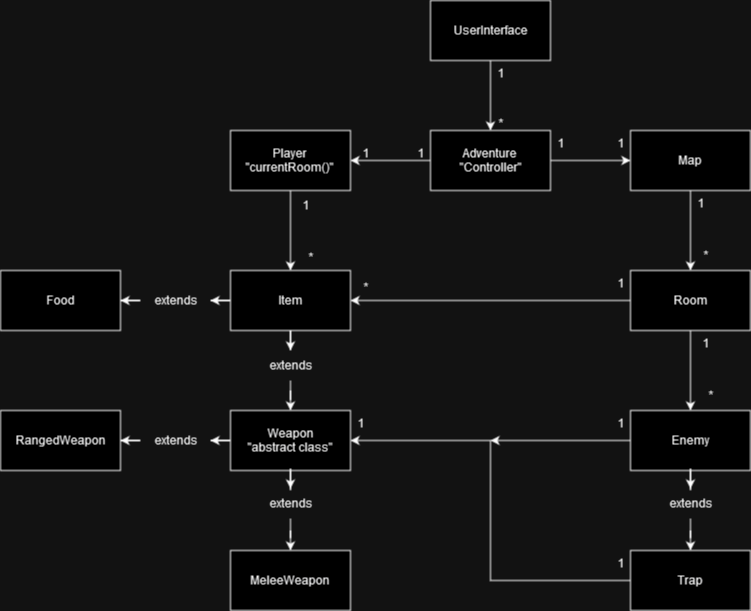 UserInterface
1
*
Player
"currentRoom()"
1
1
Adventure
"Controller"
1
1
Map
1
*
1
*
Food
extends
Item
*
1
Room
extends
1
*
RangedWeapon
extends
Weapon
"abstract class"
1
1
Enemy
extends
extends
MeleeWeapon
1
Trap